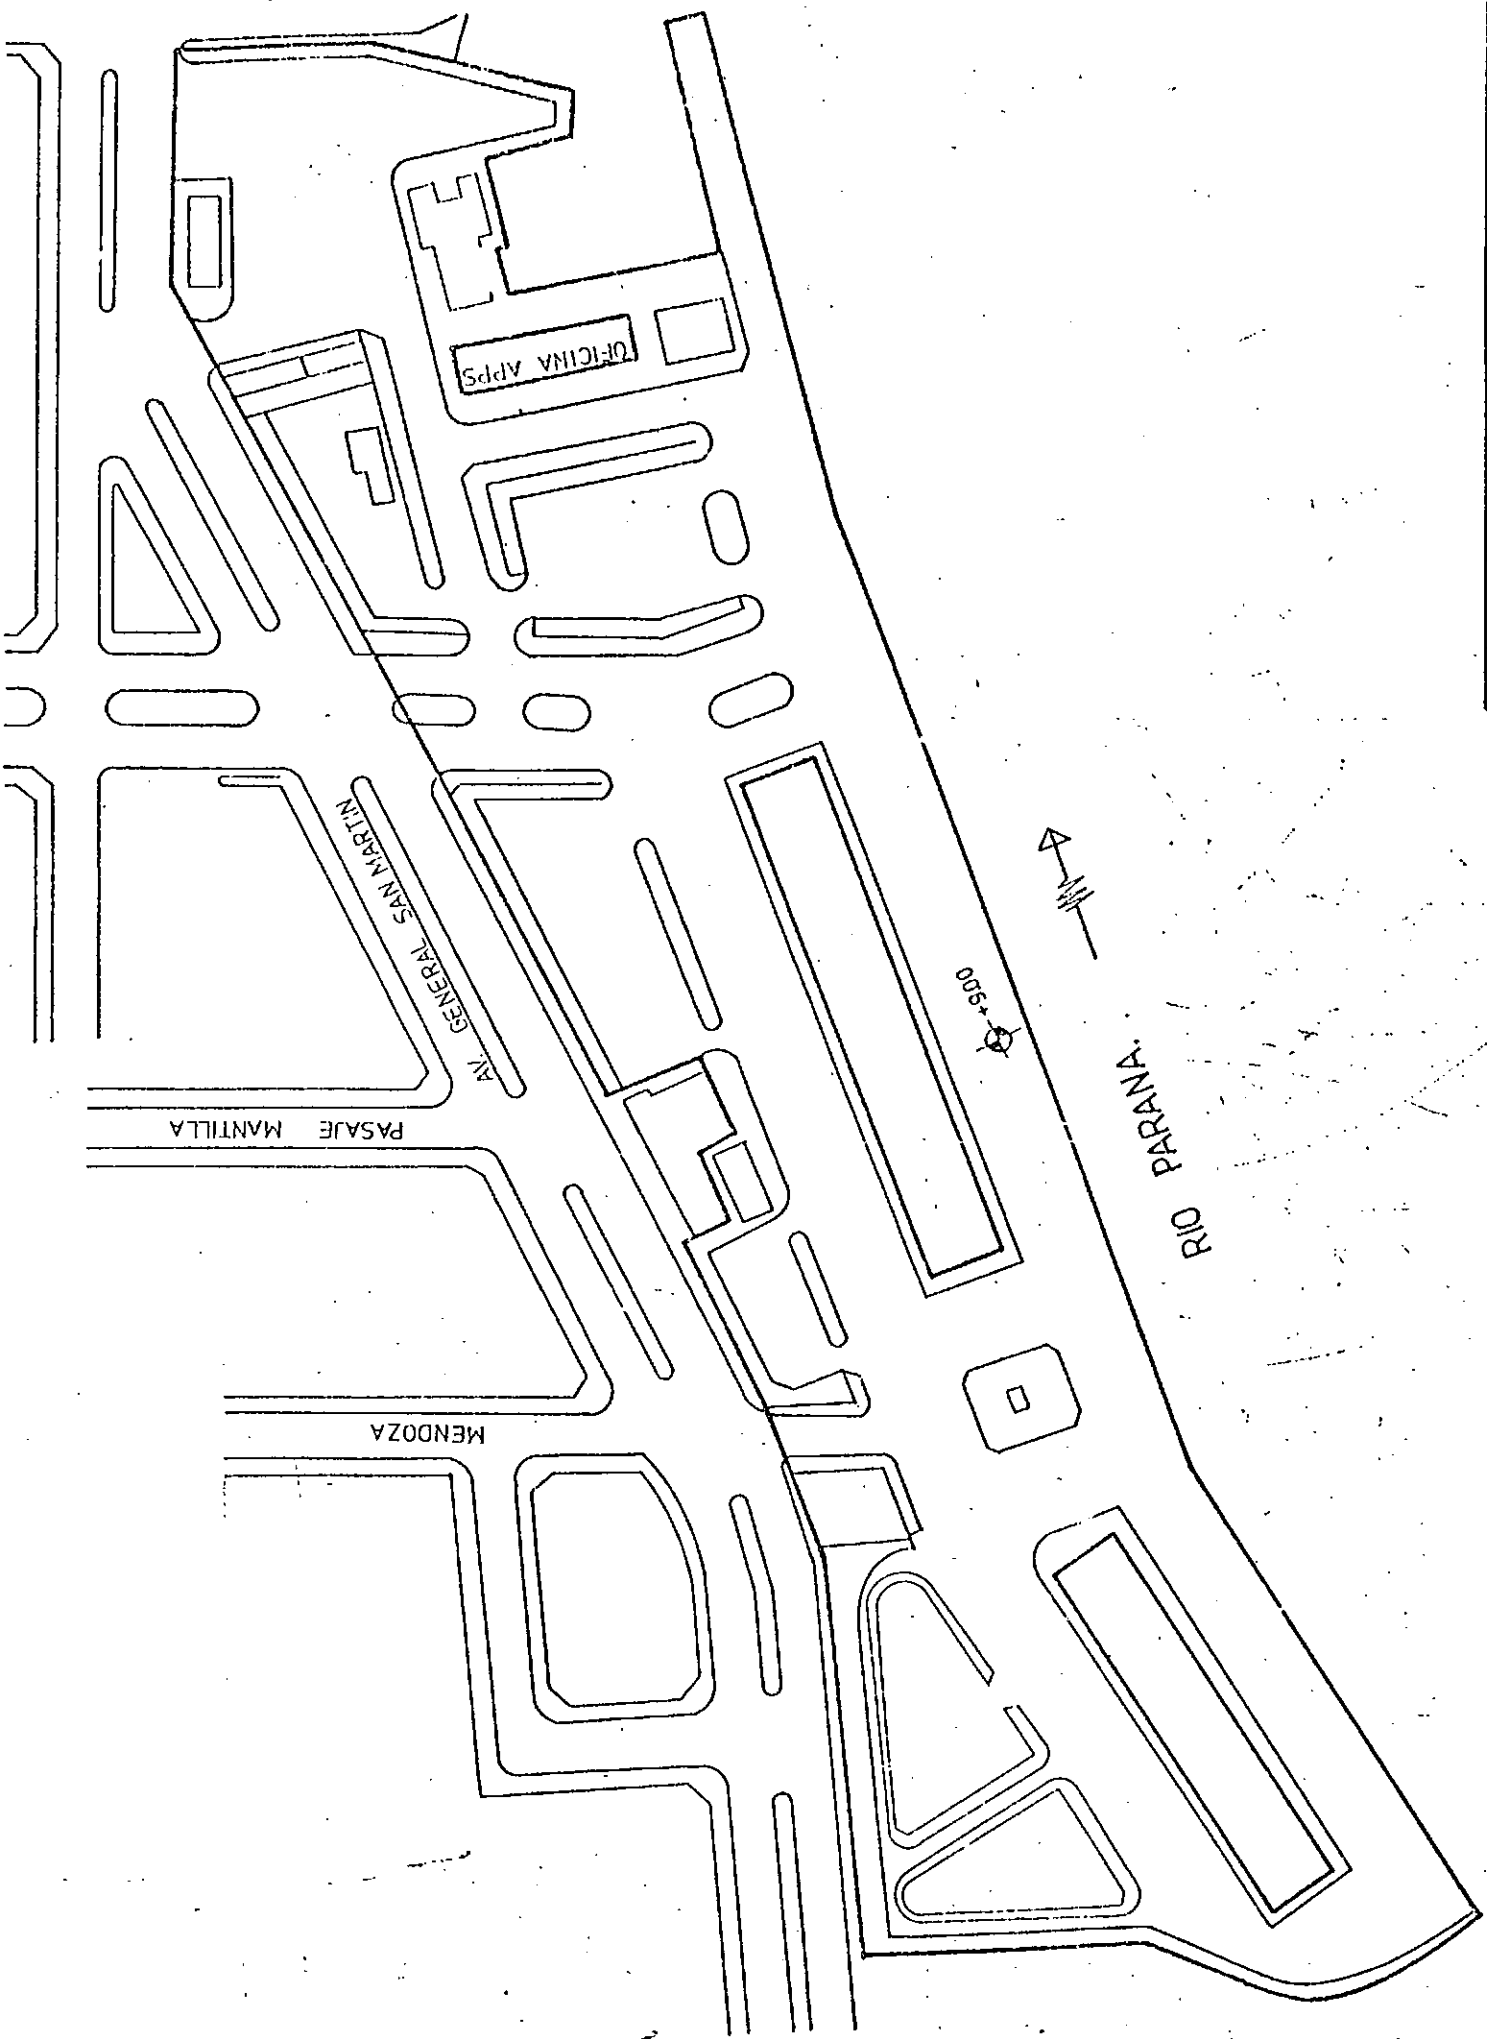 OFICINA APPS
AV. GENERAL SAN MARTIN
+9.00
RIO PARANA.
PASAJE MANTILLA
MENDOZA